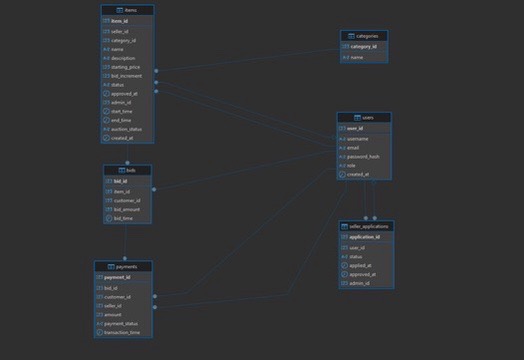 items
item_id
seller_id
category_id
name
description
starting_price
bid_increment
status
approved_at
admin_id
start_time
end_time
auction_status
created_at
categories
category_id
name
users
user_id
username
email
password_hash
role
created_at
bids
bid_id
item_id
customer_id
bid_amount
bid_time
seller_applications
application_id
user_id
status
applied_at
approved_at
admin_id
payments
payment_id
bid_id
customer_id
seller_id
amount
payment_status
transaction_time